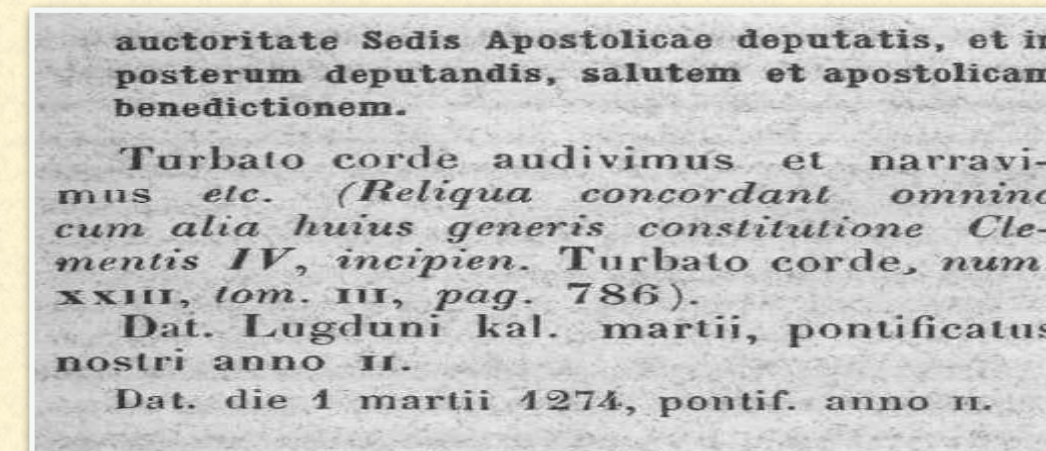 auctoritate Sedis Apostolicae deputatis, et in
posterum deputandis, salutem et apostolicam
benedictionem.
Turbato corde audivimus et narravi-
mus etc. (Reliqua concordant omnino
cum alia huius generis constitutione Cle-
mentis IV, incipien. Turbato corde, num.
XXIII, tom. III, pag. 786).
Dat. Lugduni kal. martii, pontificatus
nostri anno II.
Dat. die 1 martii 1274, pontif. anno II.